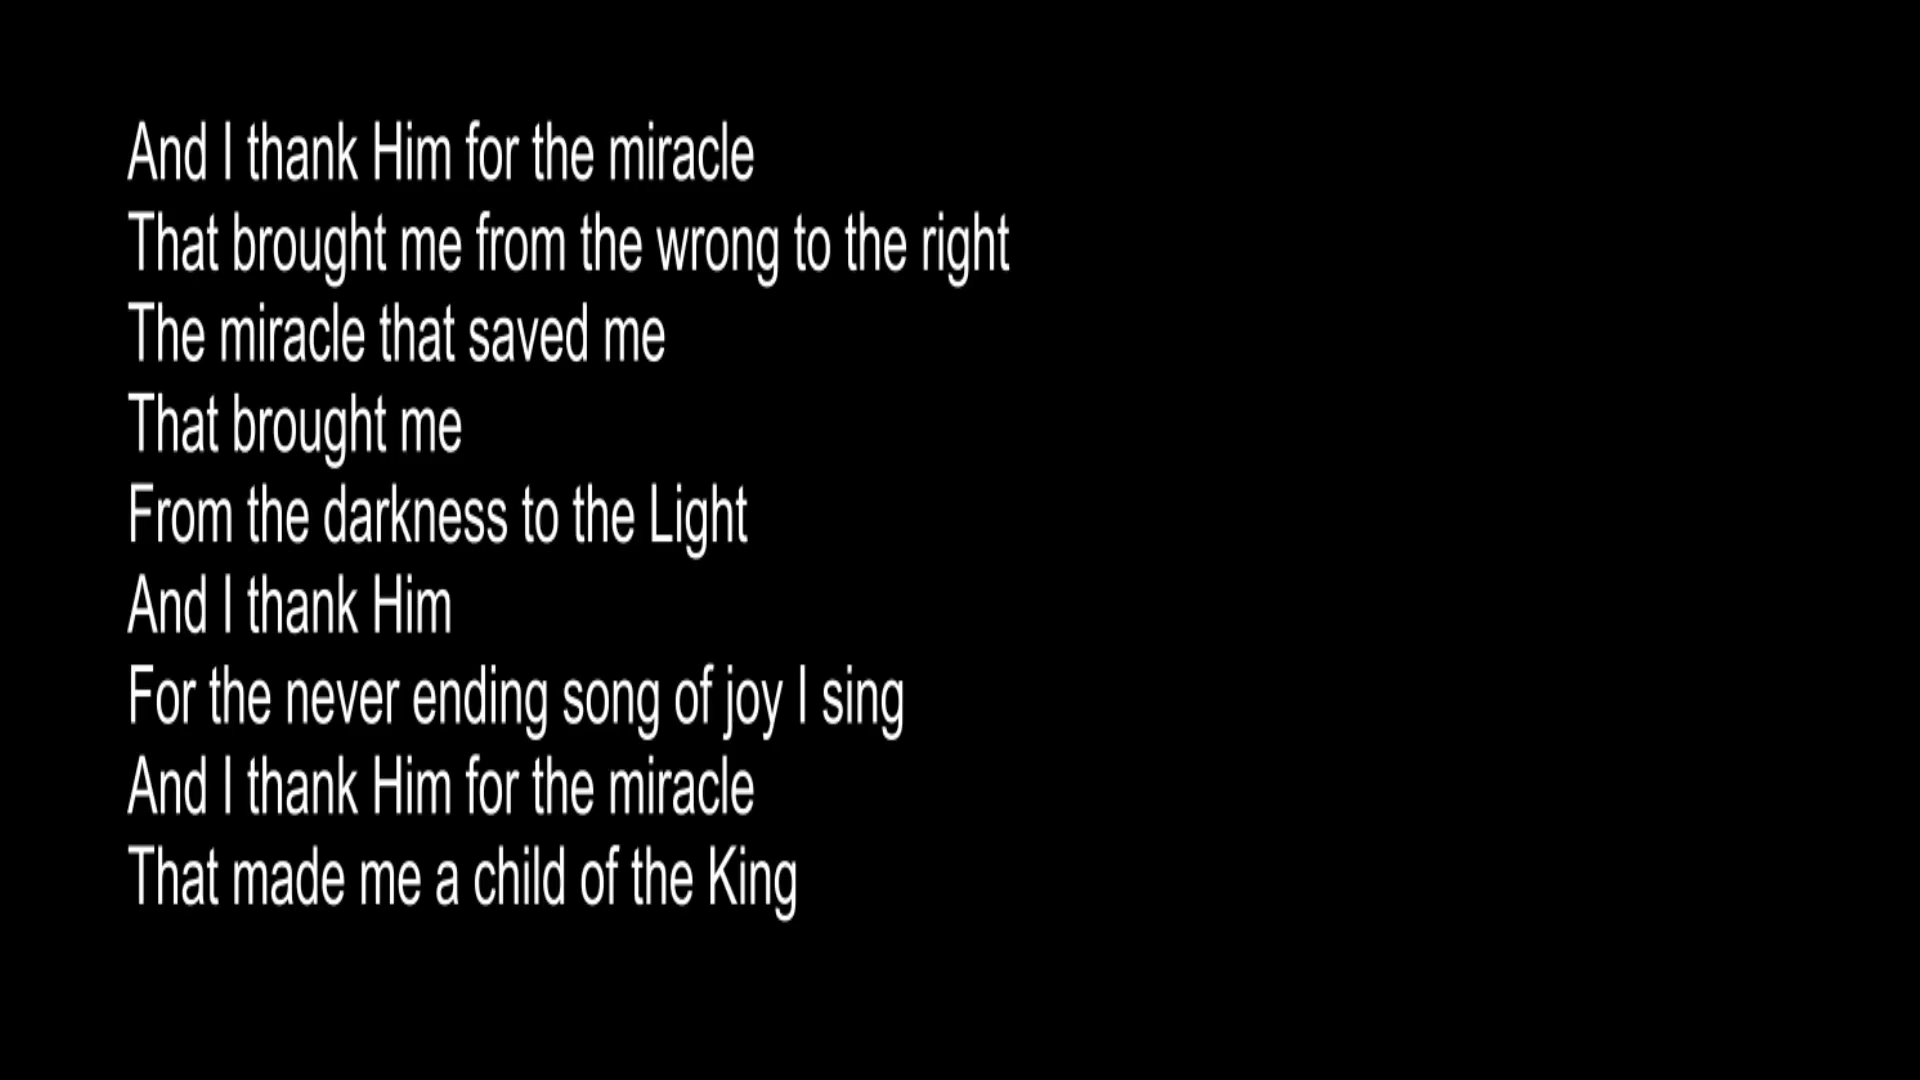 And I thank Him for the miracle
That brought me from the wrong to the right
The miracle that saved me
That brought me
From the darkness to the Light
And I thank Him
For the never ending song of joy I sing
And I thank Him for the miracle
That made me a child of the King